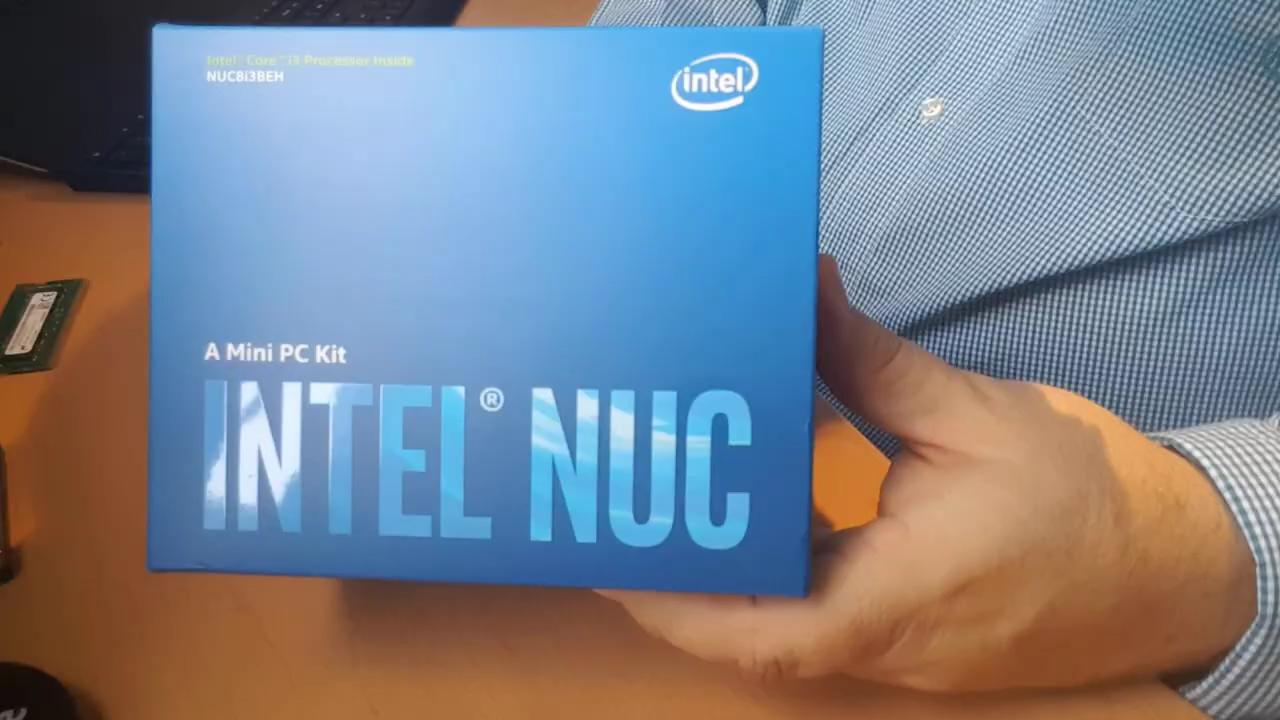 Intel® Core™ i3 Processor Inside
NUC8i3BEH
intel
A Mini PC Kit
INTEL® NUC